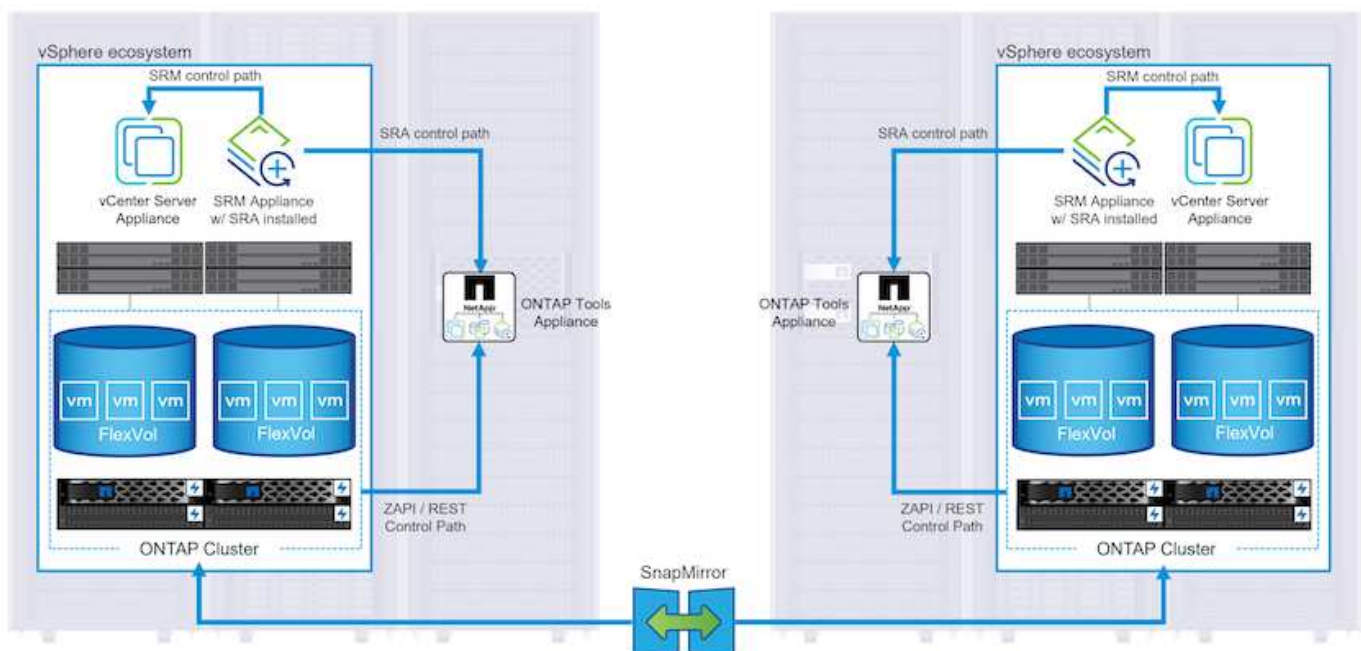 vSphere ecosystem
SRM control path
SRA control path
vCenter Server
Appliance
SRM Appliance
w/ SRA installed
NetApp
ONTAP Tools
Appliance
vm vm vm
FlexVol
vm vm vm
FlexVol
ZAPI / REST
Control Path
ONTAP Cluster
SnapMirror
vSphere ecosystem
SRM control path
SRA control path
SRM Appliance
w/ SRA installed
vCenter Server
Appliance
ONTAP Tools
Appliance
NetApp
vm vm vm
FlexVol
vm vm vm
FlexVol
ZAPI / REST
Control Path
ONTAP Cluster